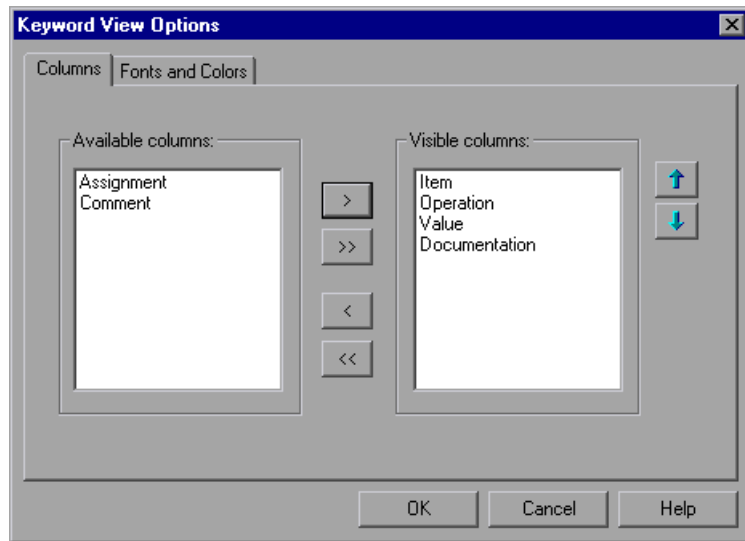 Keyword View Options
Columns
Fonts and Colors
Available columns:
Assignment
Comment
>
>>
<
<<
Visible columns:
Item
Operation
Value
Documentation
OK
Cancel
Help